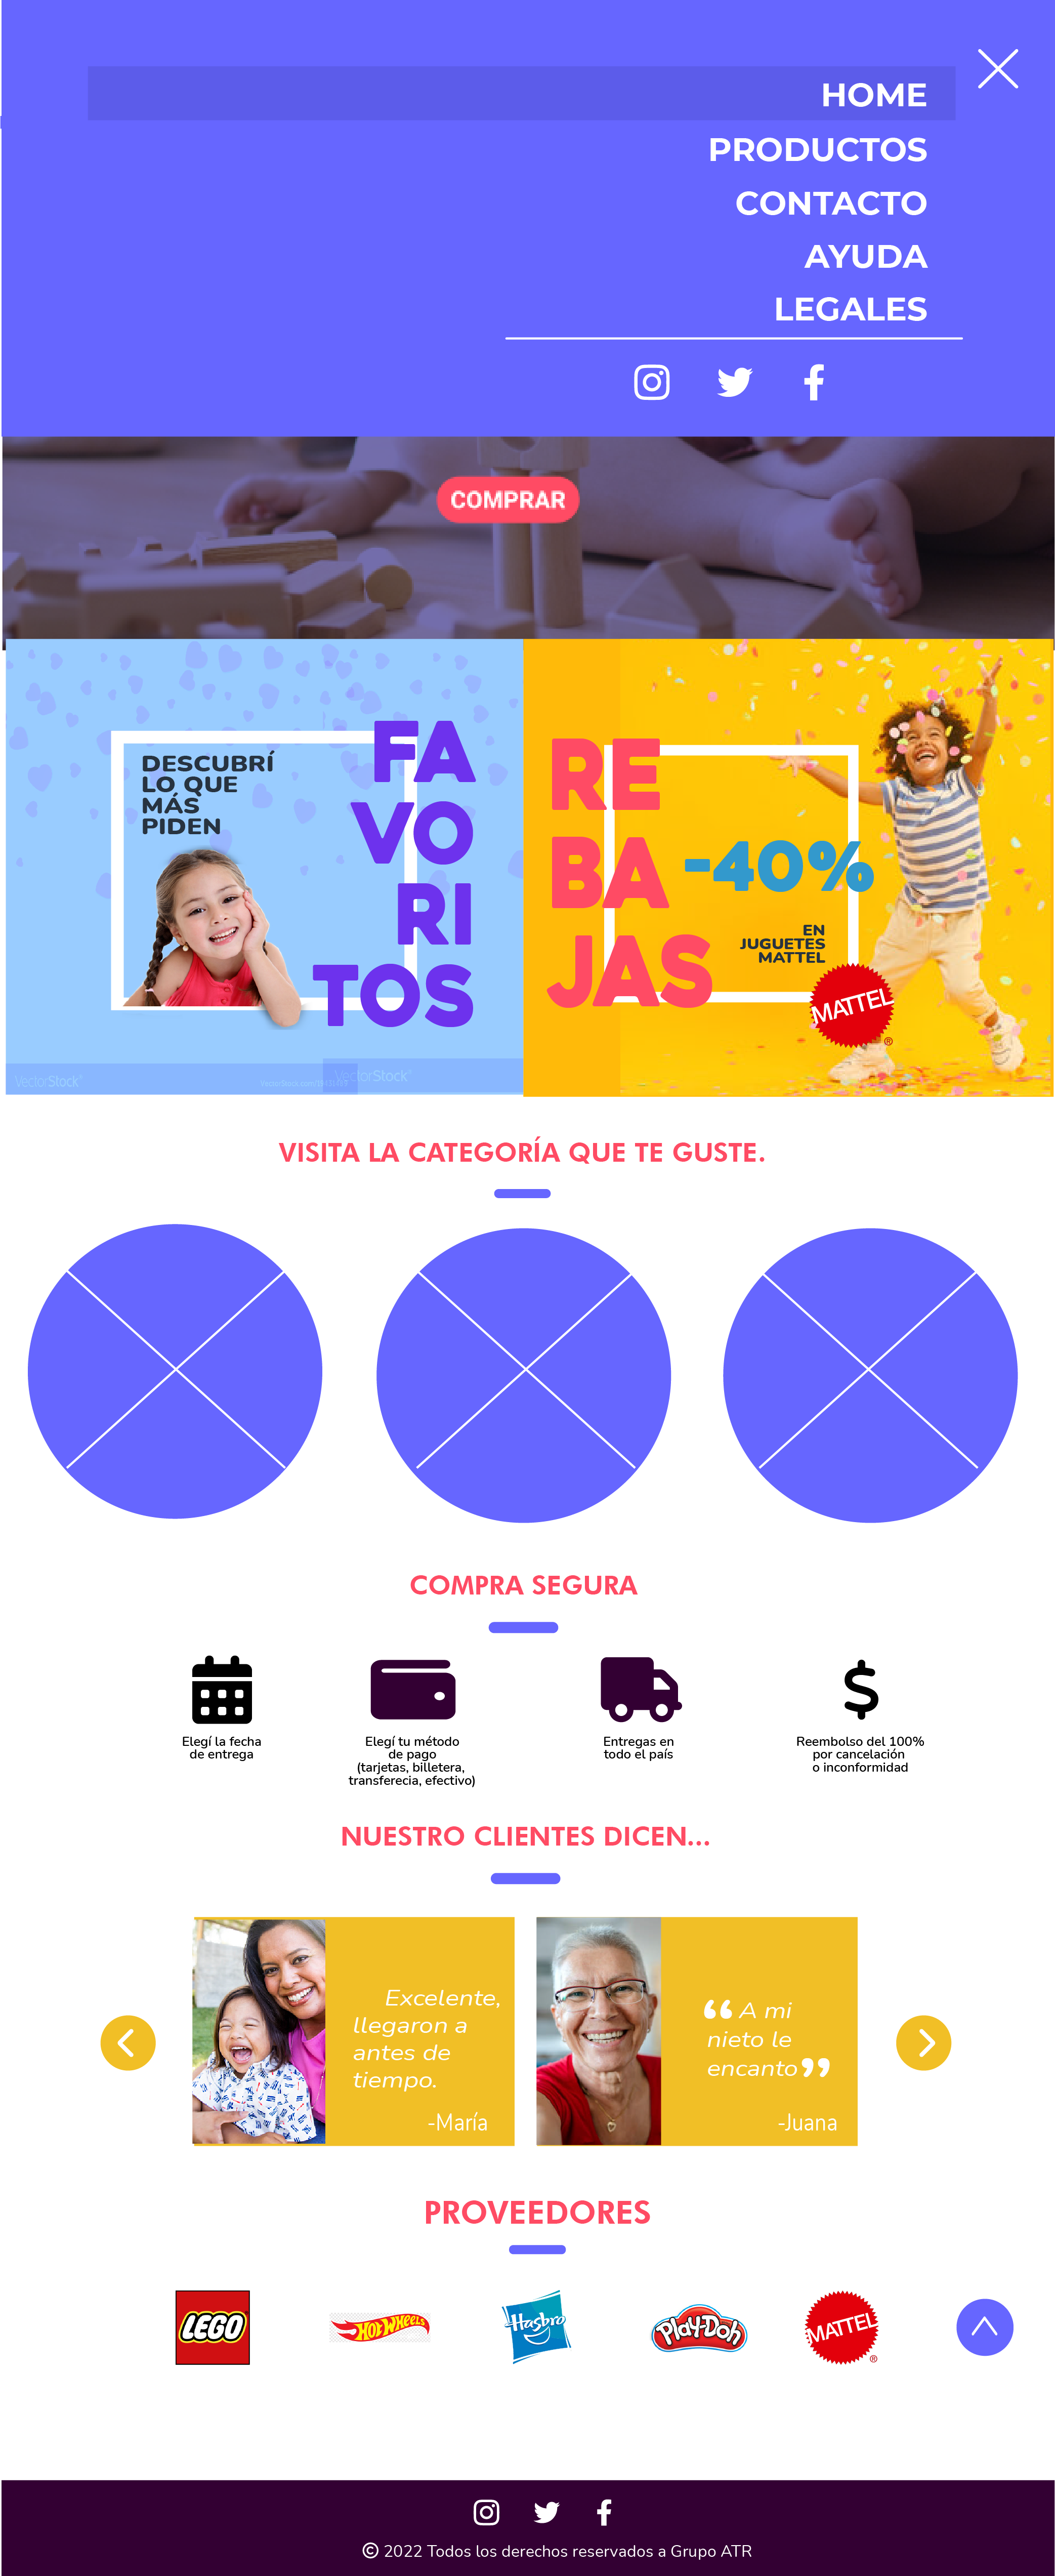 HOME
PRODUCTOS
CONTACTO
AYUDA
LEGALES
COMPRAR
DESCUBRÍ
LO QUE
MÁS
PIDEN
FA
VO
RI
TOS
VectorStock®
VectorStock®
RE
BA
JAS
-40%
EN
JUGUETES
MATTEL
MATTEL
®
VISITA LA CATEGORÍA QUE TE GUSTE.
COMPRA SEGURA
Elegí la fecha
de entrega
Elegí tu método
de pago
(tarjetas, billetera,
transferecia, efectivo)
Entregas en
todo el país
Reembolso del 100%
por cancelación
o inconformidad
NUESTRO CLIENTES DICEN...
Excelente,
llegaron a
antes de
tiempo.
-María
“ A mi
nieto le
encanto ”
-Juana
PROVEEDORES
LEGO
HOT WHEELS
Hasbro
Play-Doh
MATTEL
®
© 2022 Todos los derechos reservados a Grupo ATR